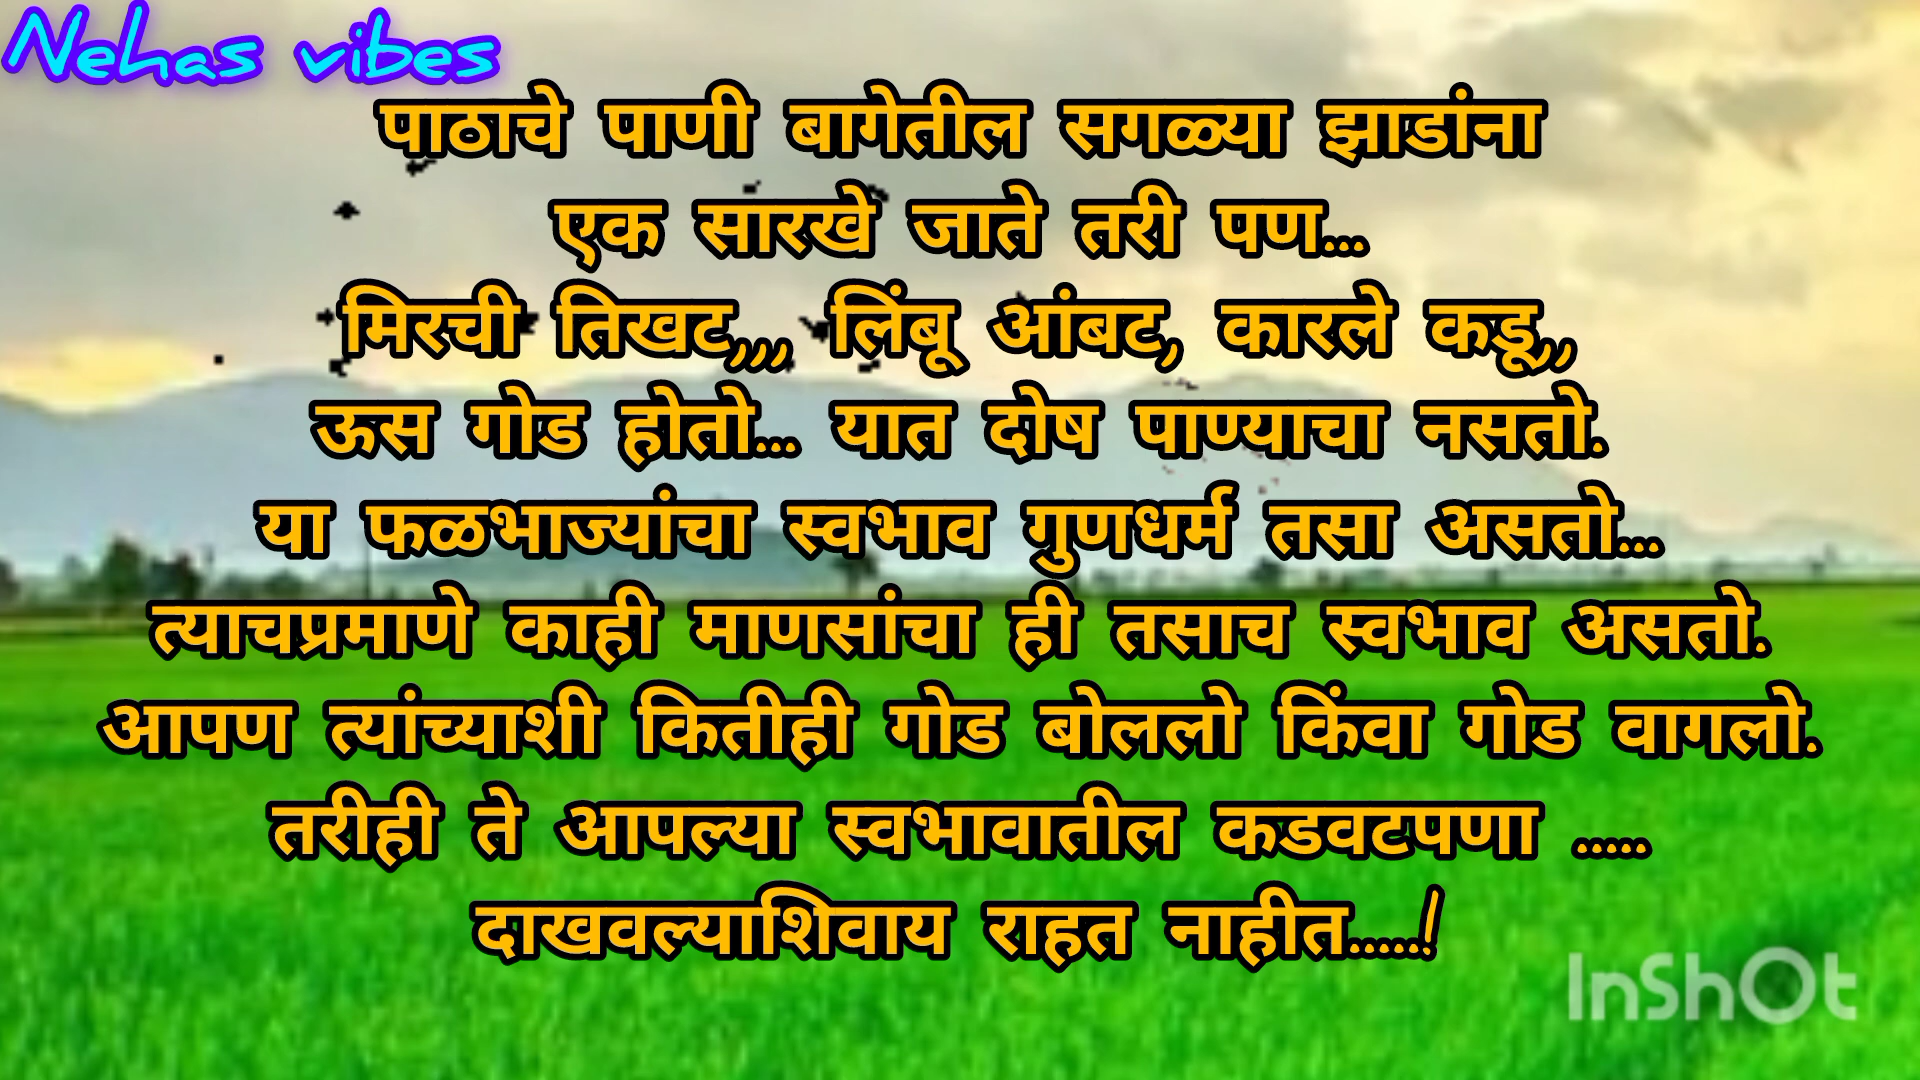 Nehas vibes
पाठाचे पाणी बागेतील सगळ्या झाडांना
एक सारखे जाते तरी पण...
मिरची तिखट,,, लिंबू आंबट, कारले कडू,,
ऊस गोड होतो... यात दोष पाण्याचा नसतो.
या फळभाज्यांचा स्वभाव गुणधर्म तसा असतो...
त्याचप्रमाणे काही माणसांचा ही तसाच स्वभाव असतो.
आपण त्यांच्याशी कितीही गोड बोललो किंवा गोड वागलो.
तरीही ते आपल्या स्वभावातील कडवटपणा .....
दाखवल्याशिवाय राहत नाहीत.....!
InShOt